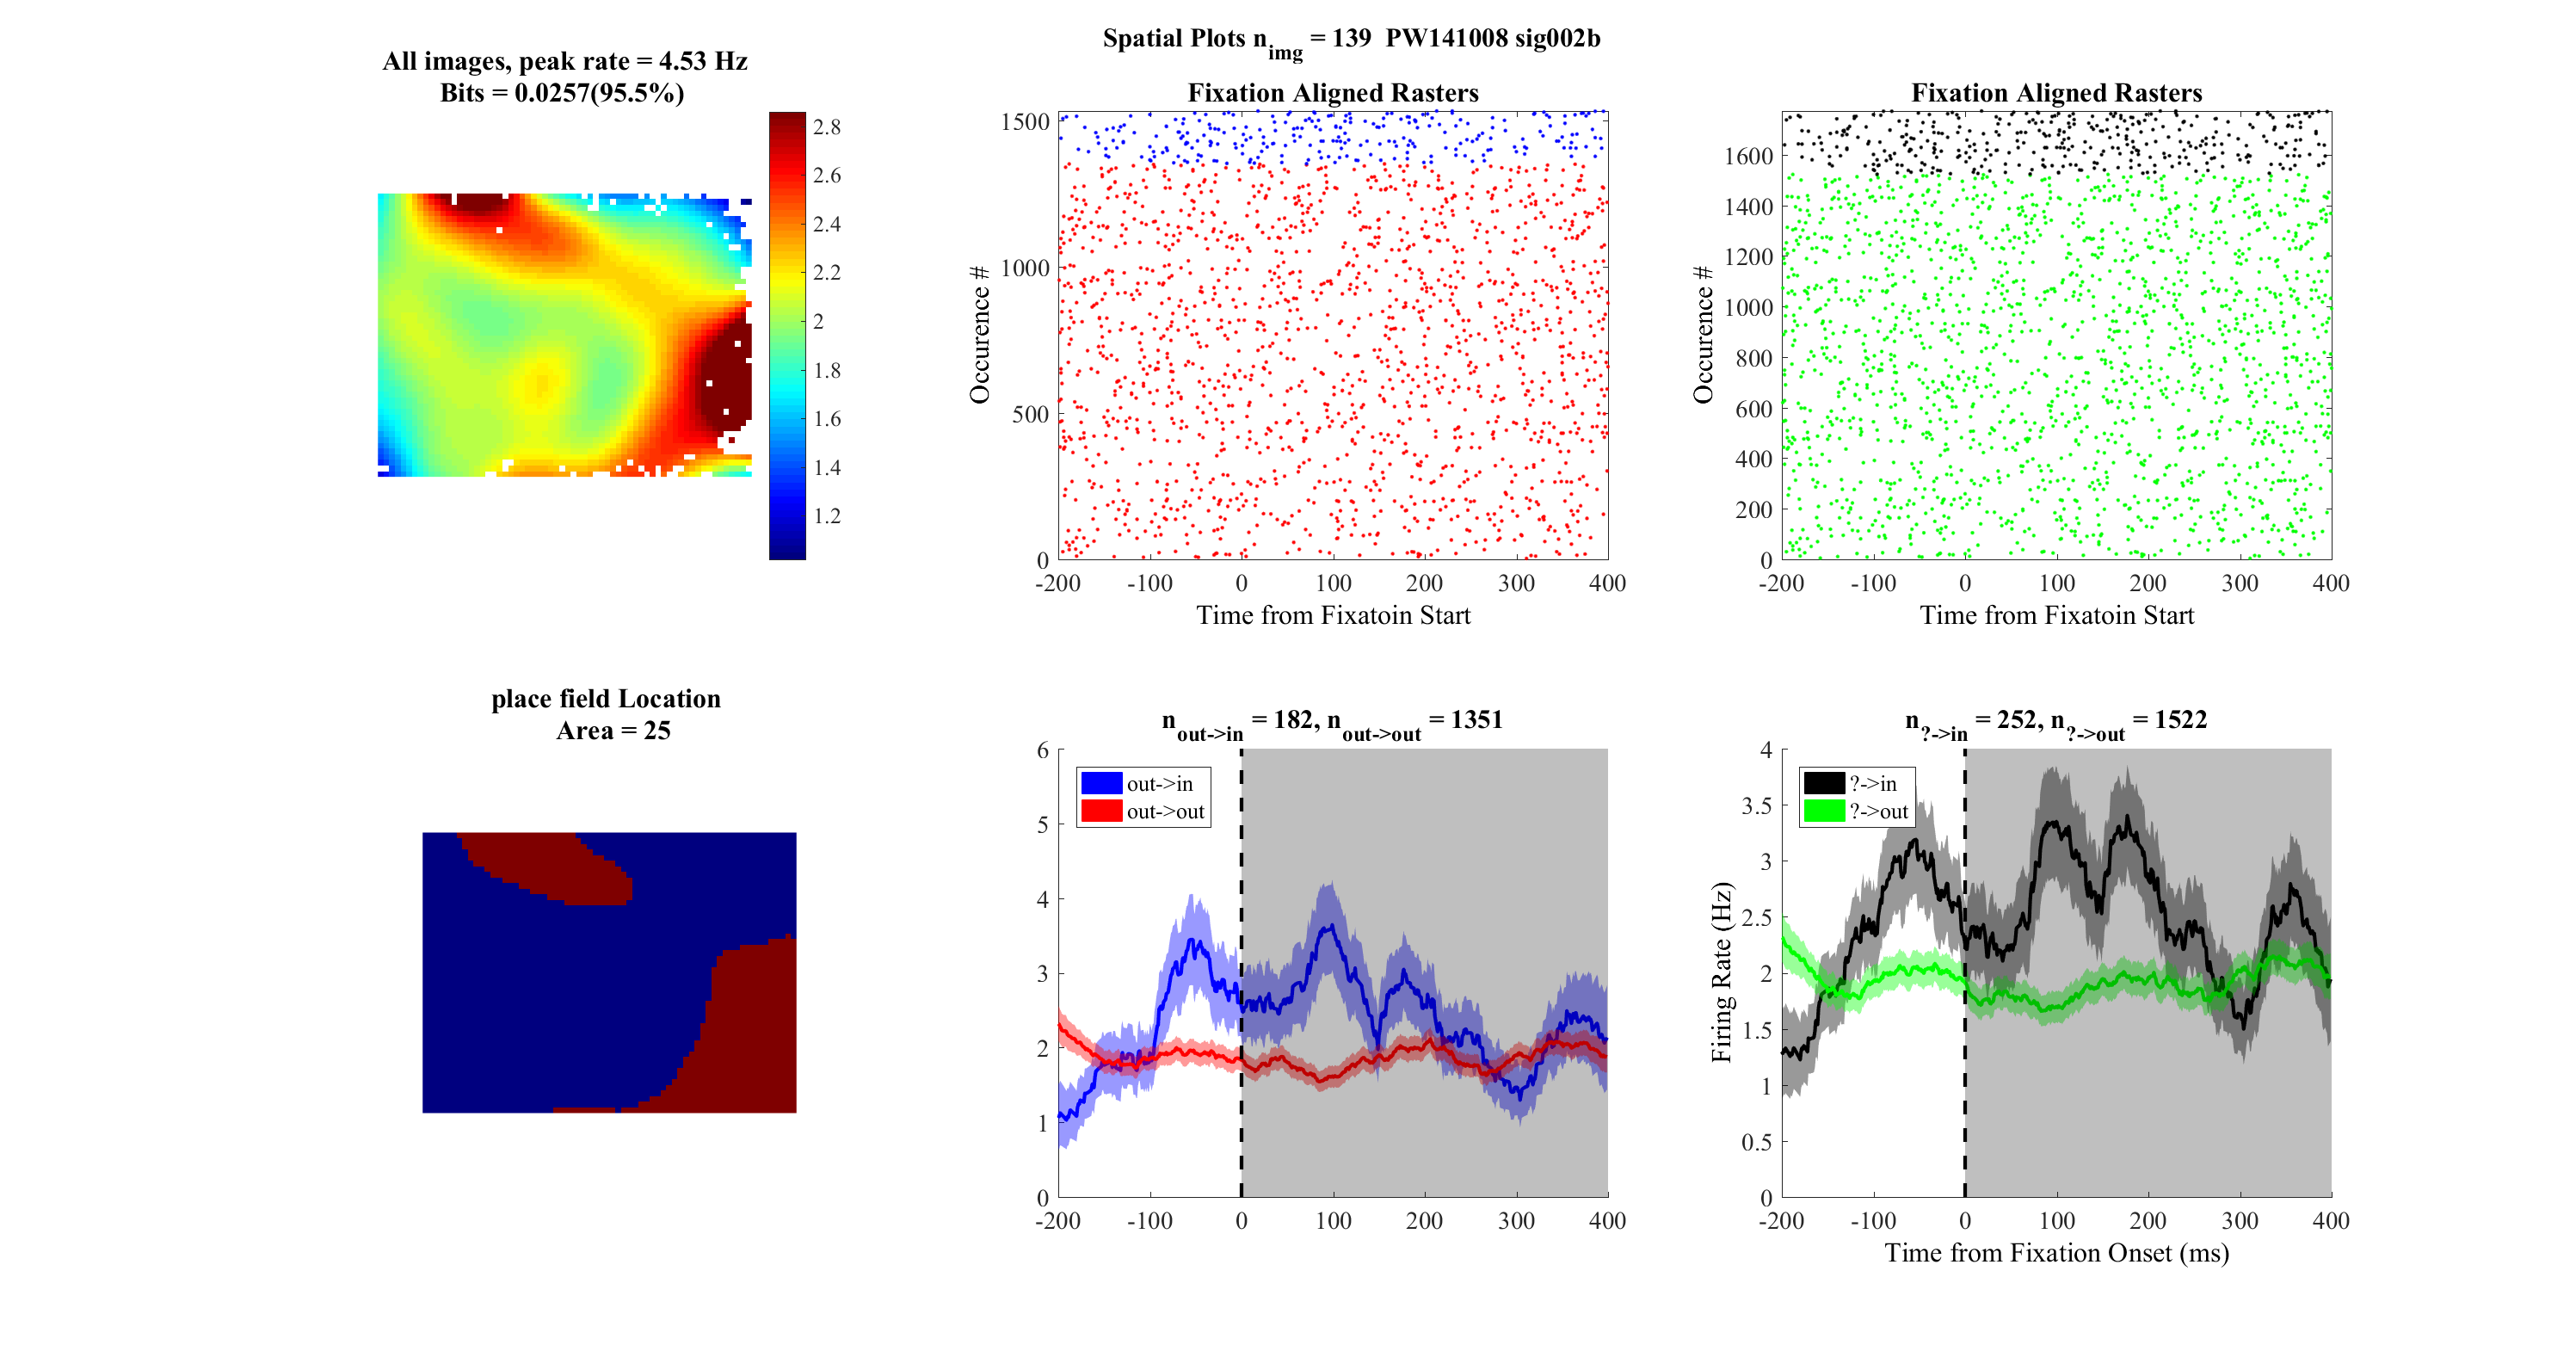 Spatial Plots n_img = 139  PW141008 sig002b
All images, peak rate = 4.53 Hz
Bits = 0.0257(95.5%)
2.8
2.6
2.4
2.2
2
1.8
1.6
1.4
1.2
Fixation Aligned Rasters
Occurence #
1500
1000
500
0
-200 -100 0 100 200 300 400
Time from Fixatoin Start
Fixation Aligned Rasters
Occurence #
1600
1400
1200
1000
800
600
400
200
0
-200 -100 0 100 200 300 400
Time from Fixatoin Start
place field Location
Area = 25
n_out->in = 182, n_out->out = 1351
6
5
4
3
2
1
0
out->in
out->out
-200 -100 0 100 200 300 400
n_?->in = 252, n_?->out = 1522
Firing Rate (Hz)
4
3.5
3
2.5
2
1.5
1
0.5
0
?->in
?->out
-200 -100 0 100 200 300 400
Time from Fixation Onset (ms)